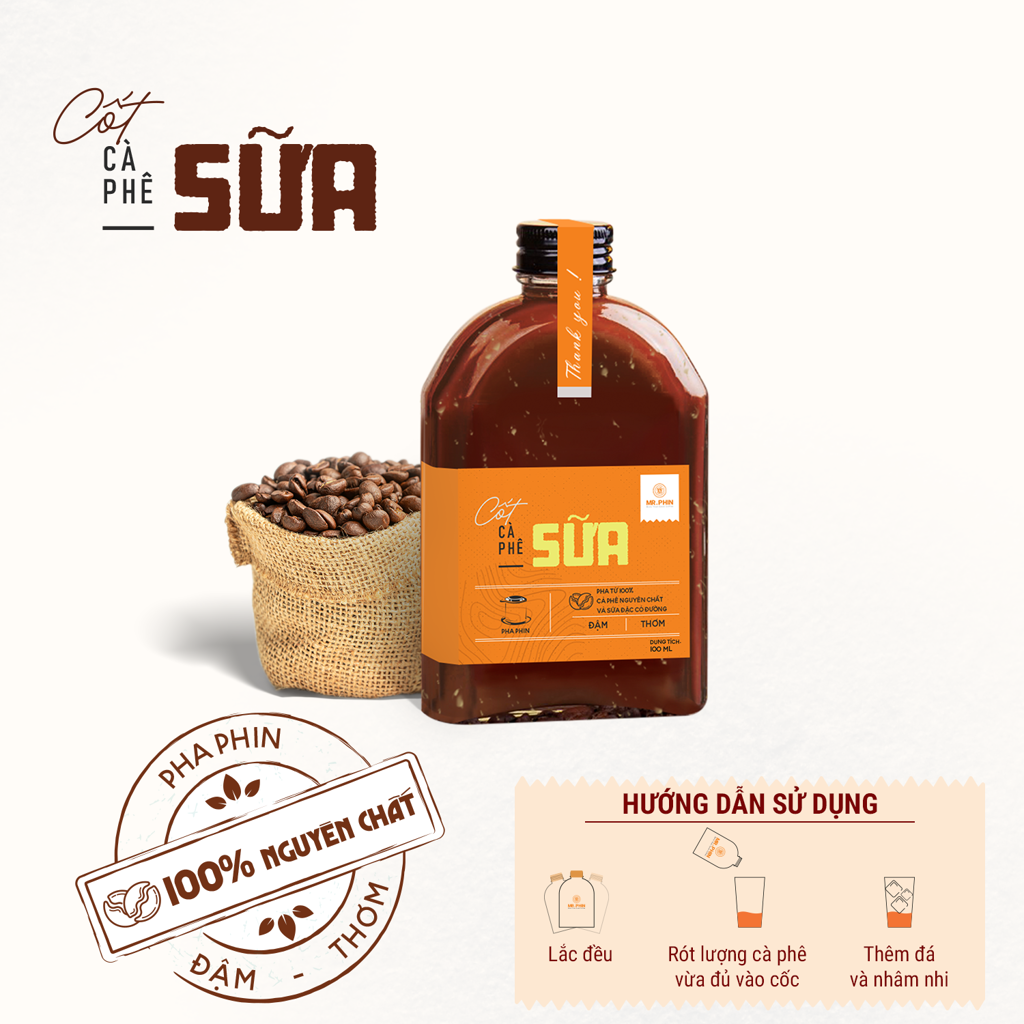 Cốt
CÀ
PHÊ
SỮA
Thank you !
MR.PHIN
Cốt
CÀ
PHÊ
SỮA
PHA PHIN
PHA TỪ 100%
CÀ PHÊ NGUYÊN CHẤT
VÀ SỮA ĐẶC CÓ ĐƯỜNG
ĐẬM
THƠM
DUNG TÍCH:
100 ML
PHA PHIN
100% NGUYÊN CHẤT
ĐẬM - THƠM
HƯỚNG DẪN SỬ DỤNG
MR.PHIN
Lắc đều
Rót lượng cà phê
vừa đủ vào cốc
Thêm đá
và nhâm nhi